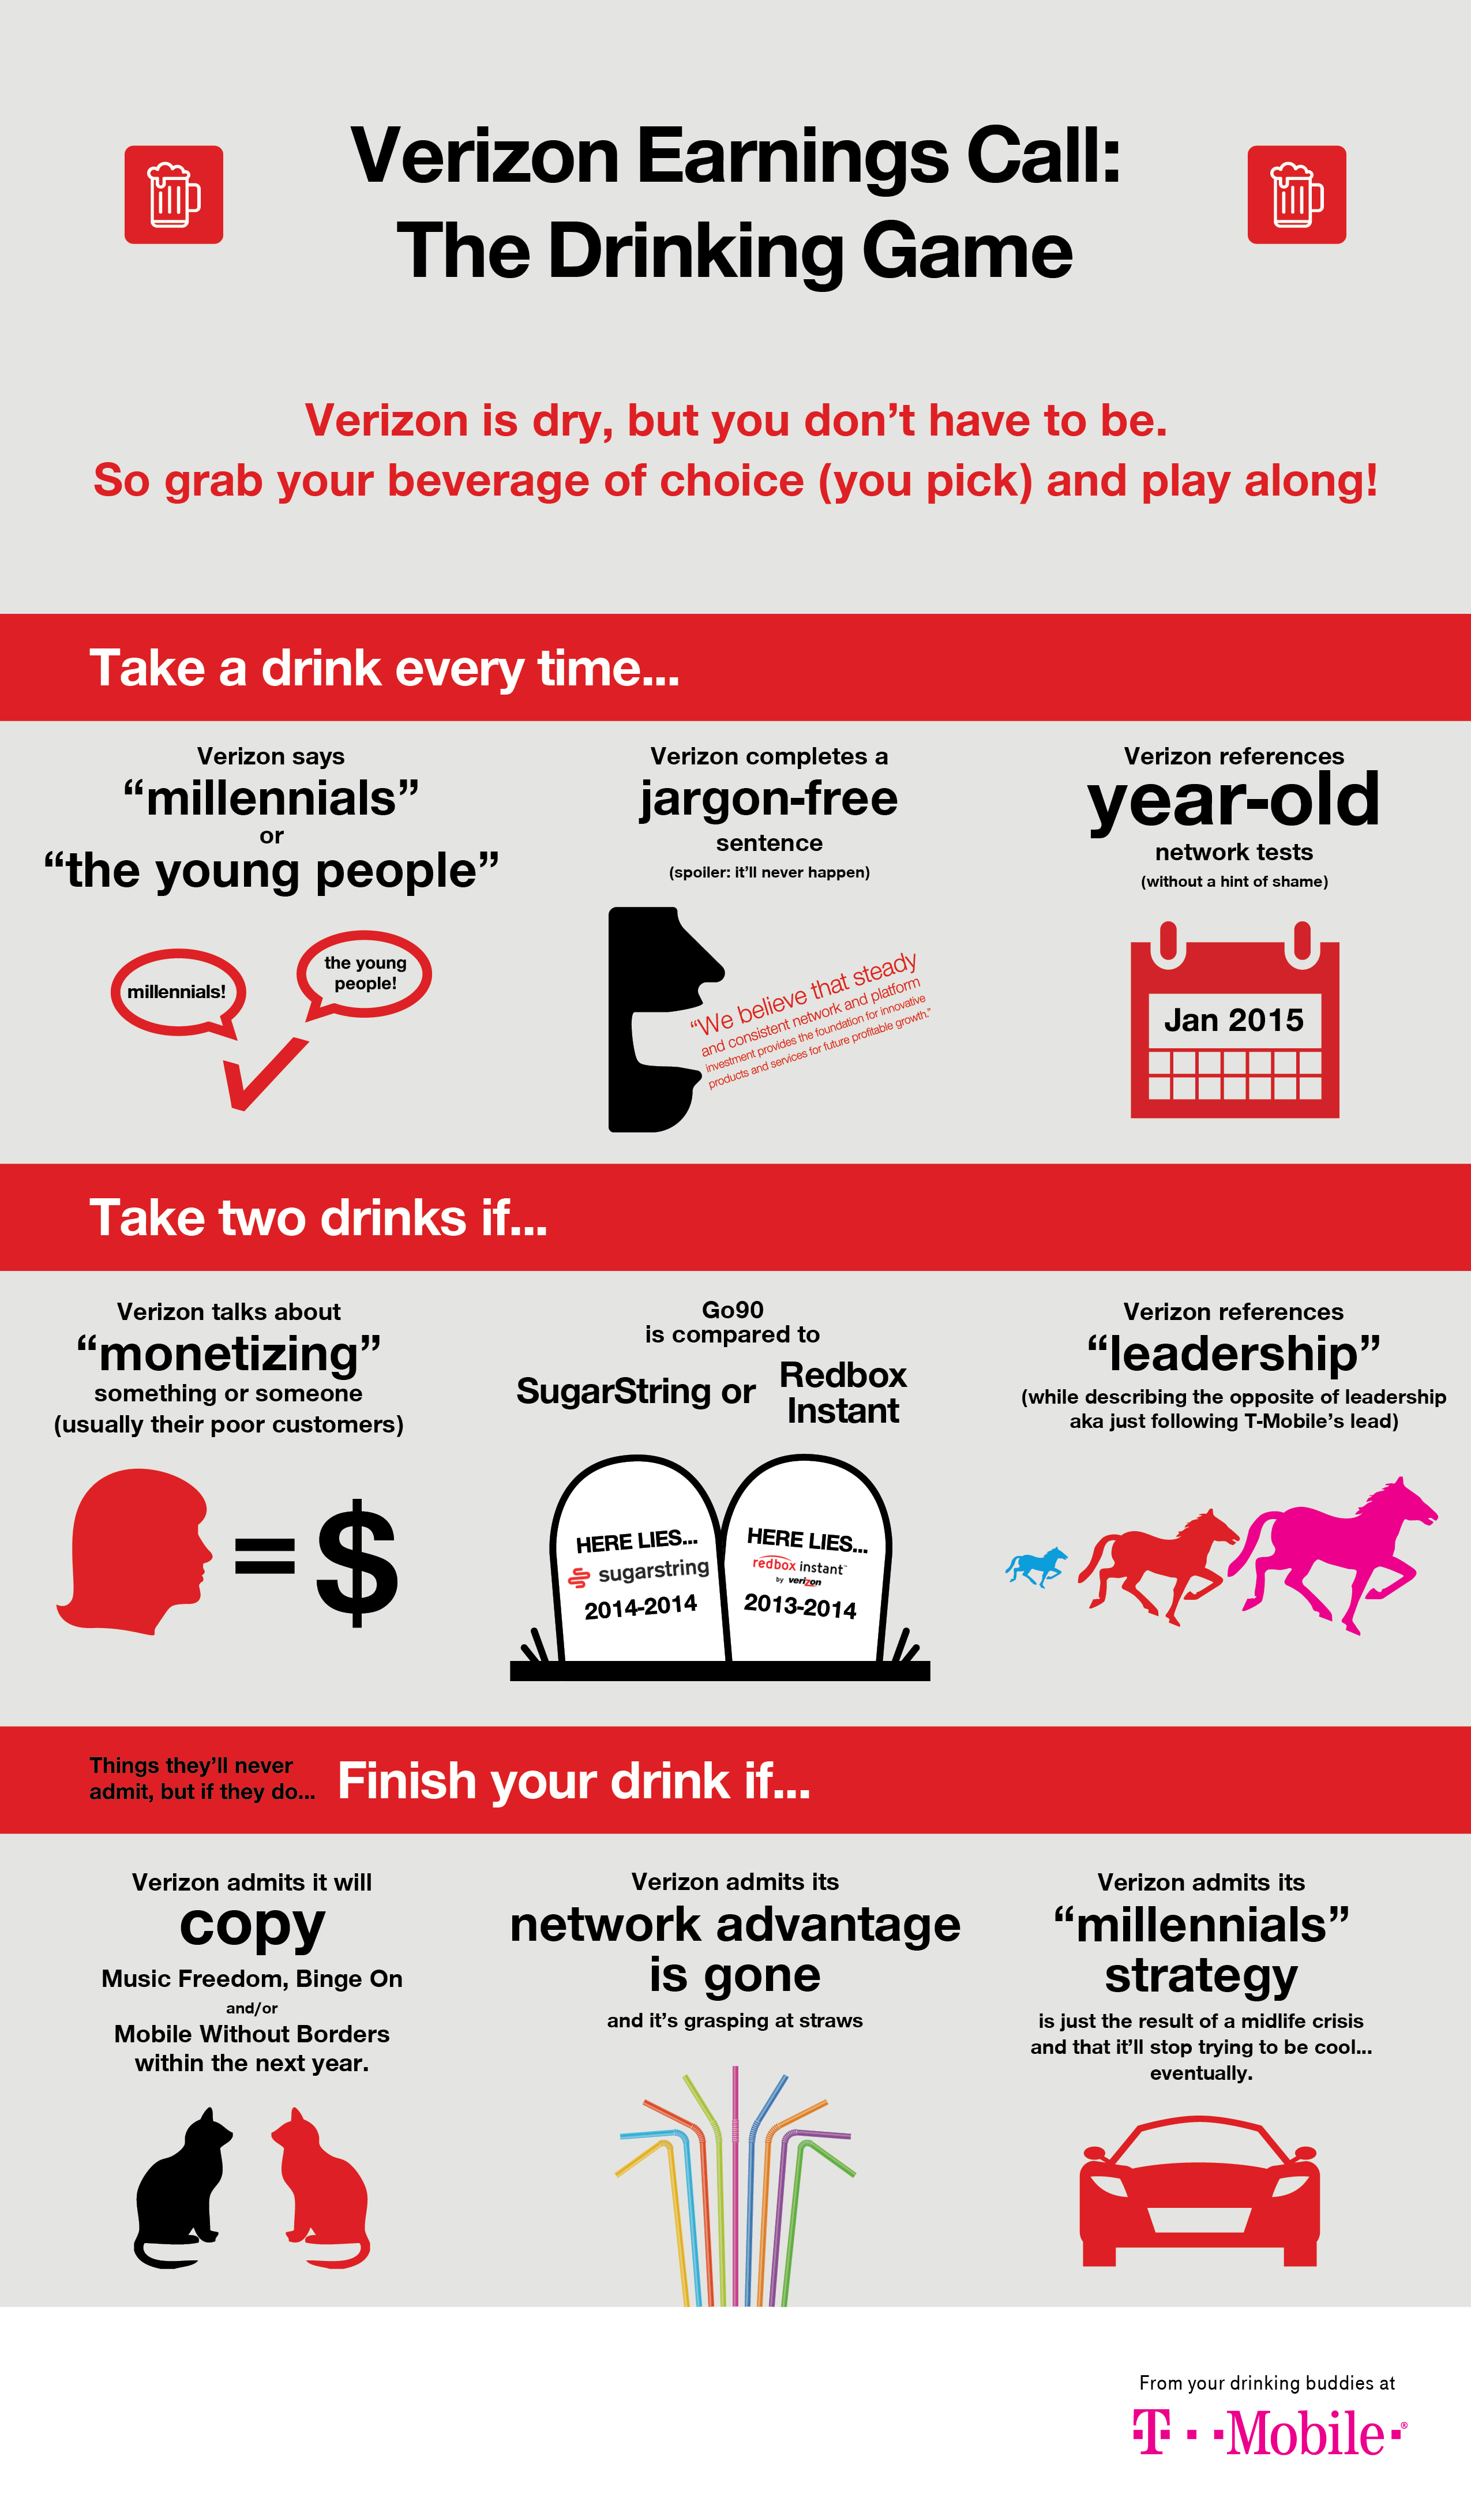 Verizon Earnings Call:
The Drinking Game
Verizon is dry, but you don’t have to be.
So grab your beverage of choice (you pick) and play along!
Take a drink every time...
Verizon says
“millennials”
or
“the young people”
millennials!
the young
people!
Verizon completes a
jargon-free
sentence
(spoiler: it’ll never happen)
“We believe that steady
and consistent network and platform
investment provides the foundation for innovative
products and services for future profitable growth.”
Verizon references
year-old
network tests
(without a hint of shame)
Jan 2015
Take two drinks if...
Verizon talks about
“monetizing”
something or someone
(usually their poor customers)
= $
Go90
is compared to
SugarString or
Redbox
Instant
HERE LIES...
sugarstring
2014-2014
HERE LIES...
redbox instant™
by verizon
2013-2014
Verizon references
“leadership”
(while describing the opposite of leadership
aka just following T-Mobile’s lead)
Things they’ll never
admit, but if they do...
Finish your drink if...
Verizon admits it will
copy
Music Freedom, Binge On
and/or
Mobile Without Borders
within the next year.
Verizon admits its
network advantage
is gone
and it’s grasping at straws
Verizon admits its
“millennials”
strategy
is just the result of a midlife crisis
and that it’ll stop trying to be cool...
eventually.
From your drinking buddies at
T··Mobile·®